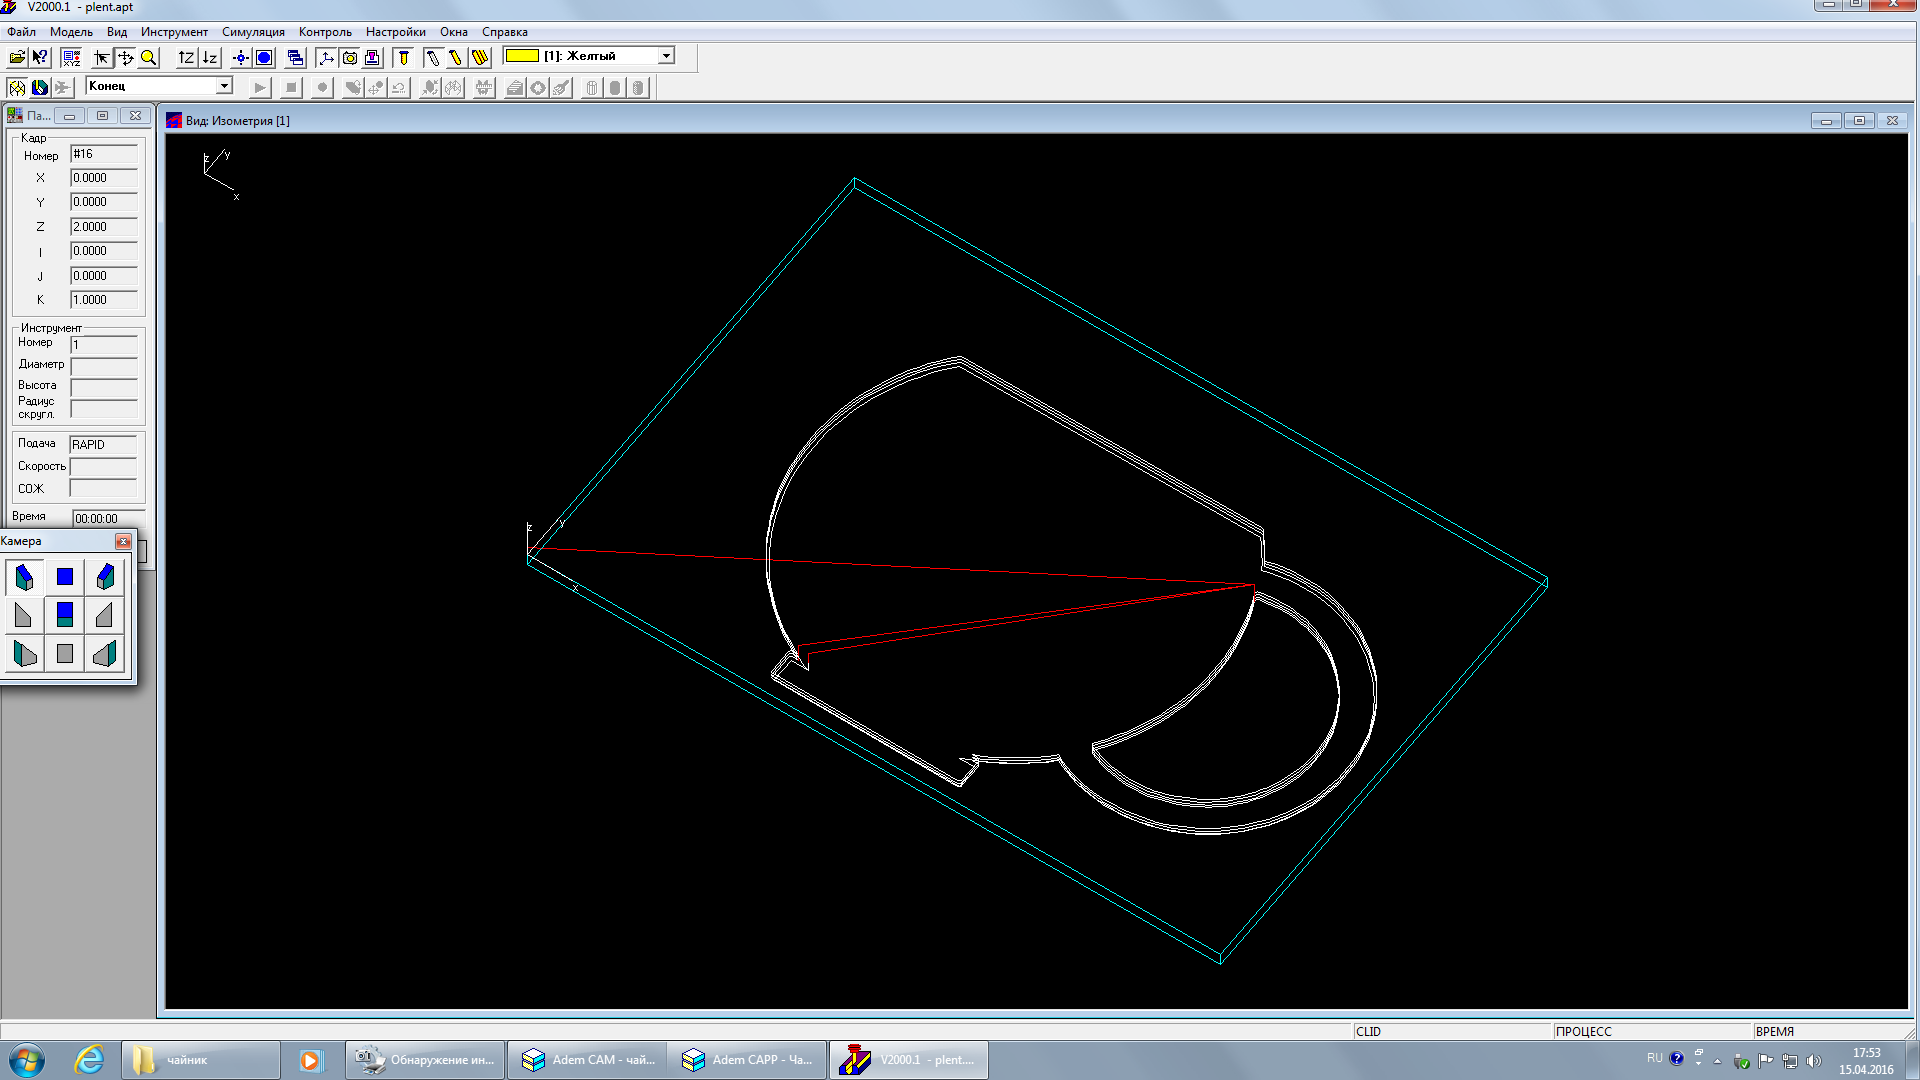 V2000.1 - plent.apt
Файл Модель Вид Инструмент Симуляция Контроль Настройки Окна Справка
[1]: Желтый
Конец
Па...
Вид: Изометрия [1]
Кадр
Номер #16
X 0.0000
Y 0.0000
Z 2.0000
I 0.0000
J 0.0000
K 1.0000
Инструмент
Номер 1
Диаметр
Высота
Радиус
скругл.
Подача RAPID
Скорость
СОЖ
Время 00:00:00
Камера
z y
x
z y
x
CLID ПРОЦЕСС ВРЕМЯ
чайник
Обнаружение ин...
Adem CAM - чай...
Adem CAPP - Ча...
V2000.1 - plent....
RU
17:53
15.04.2016